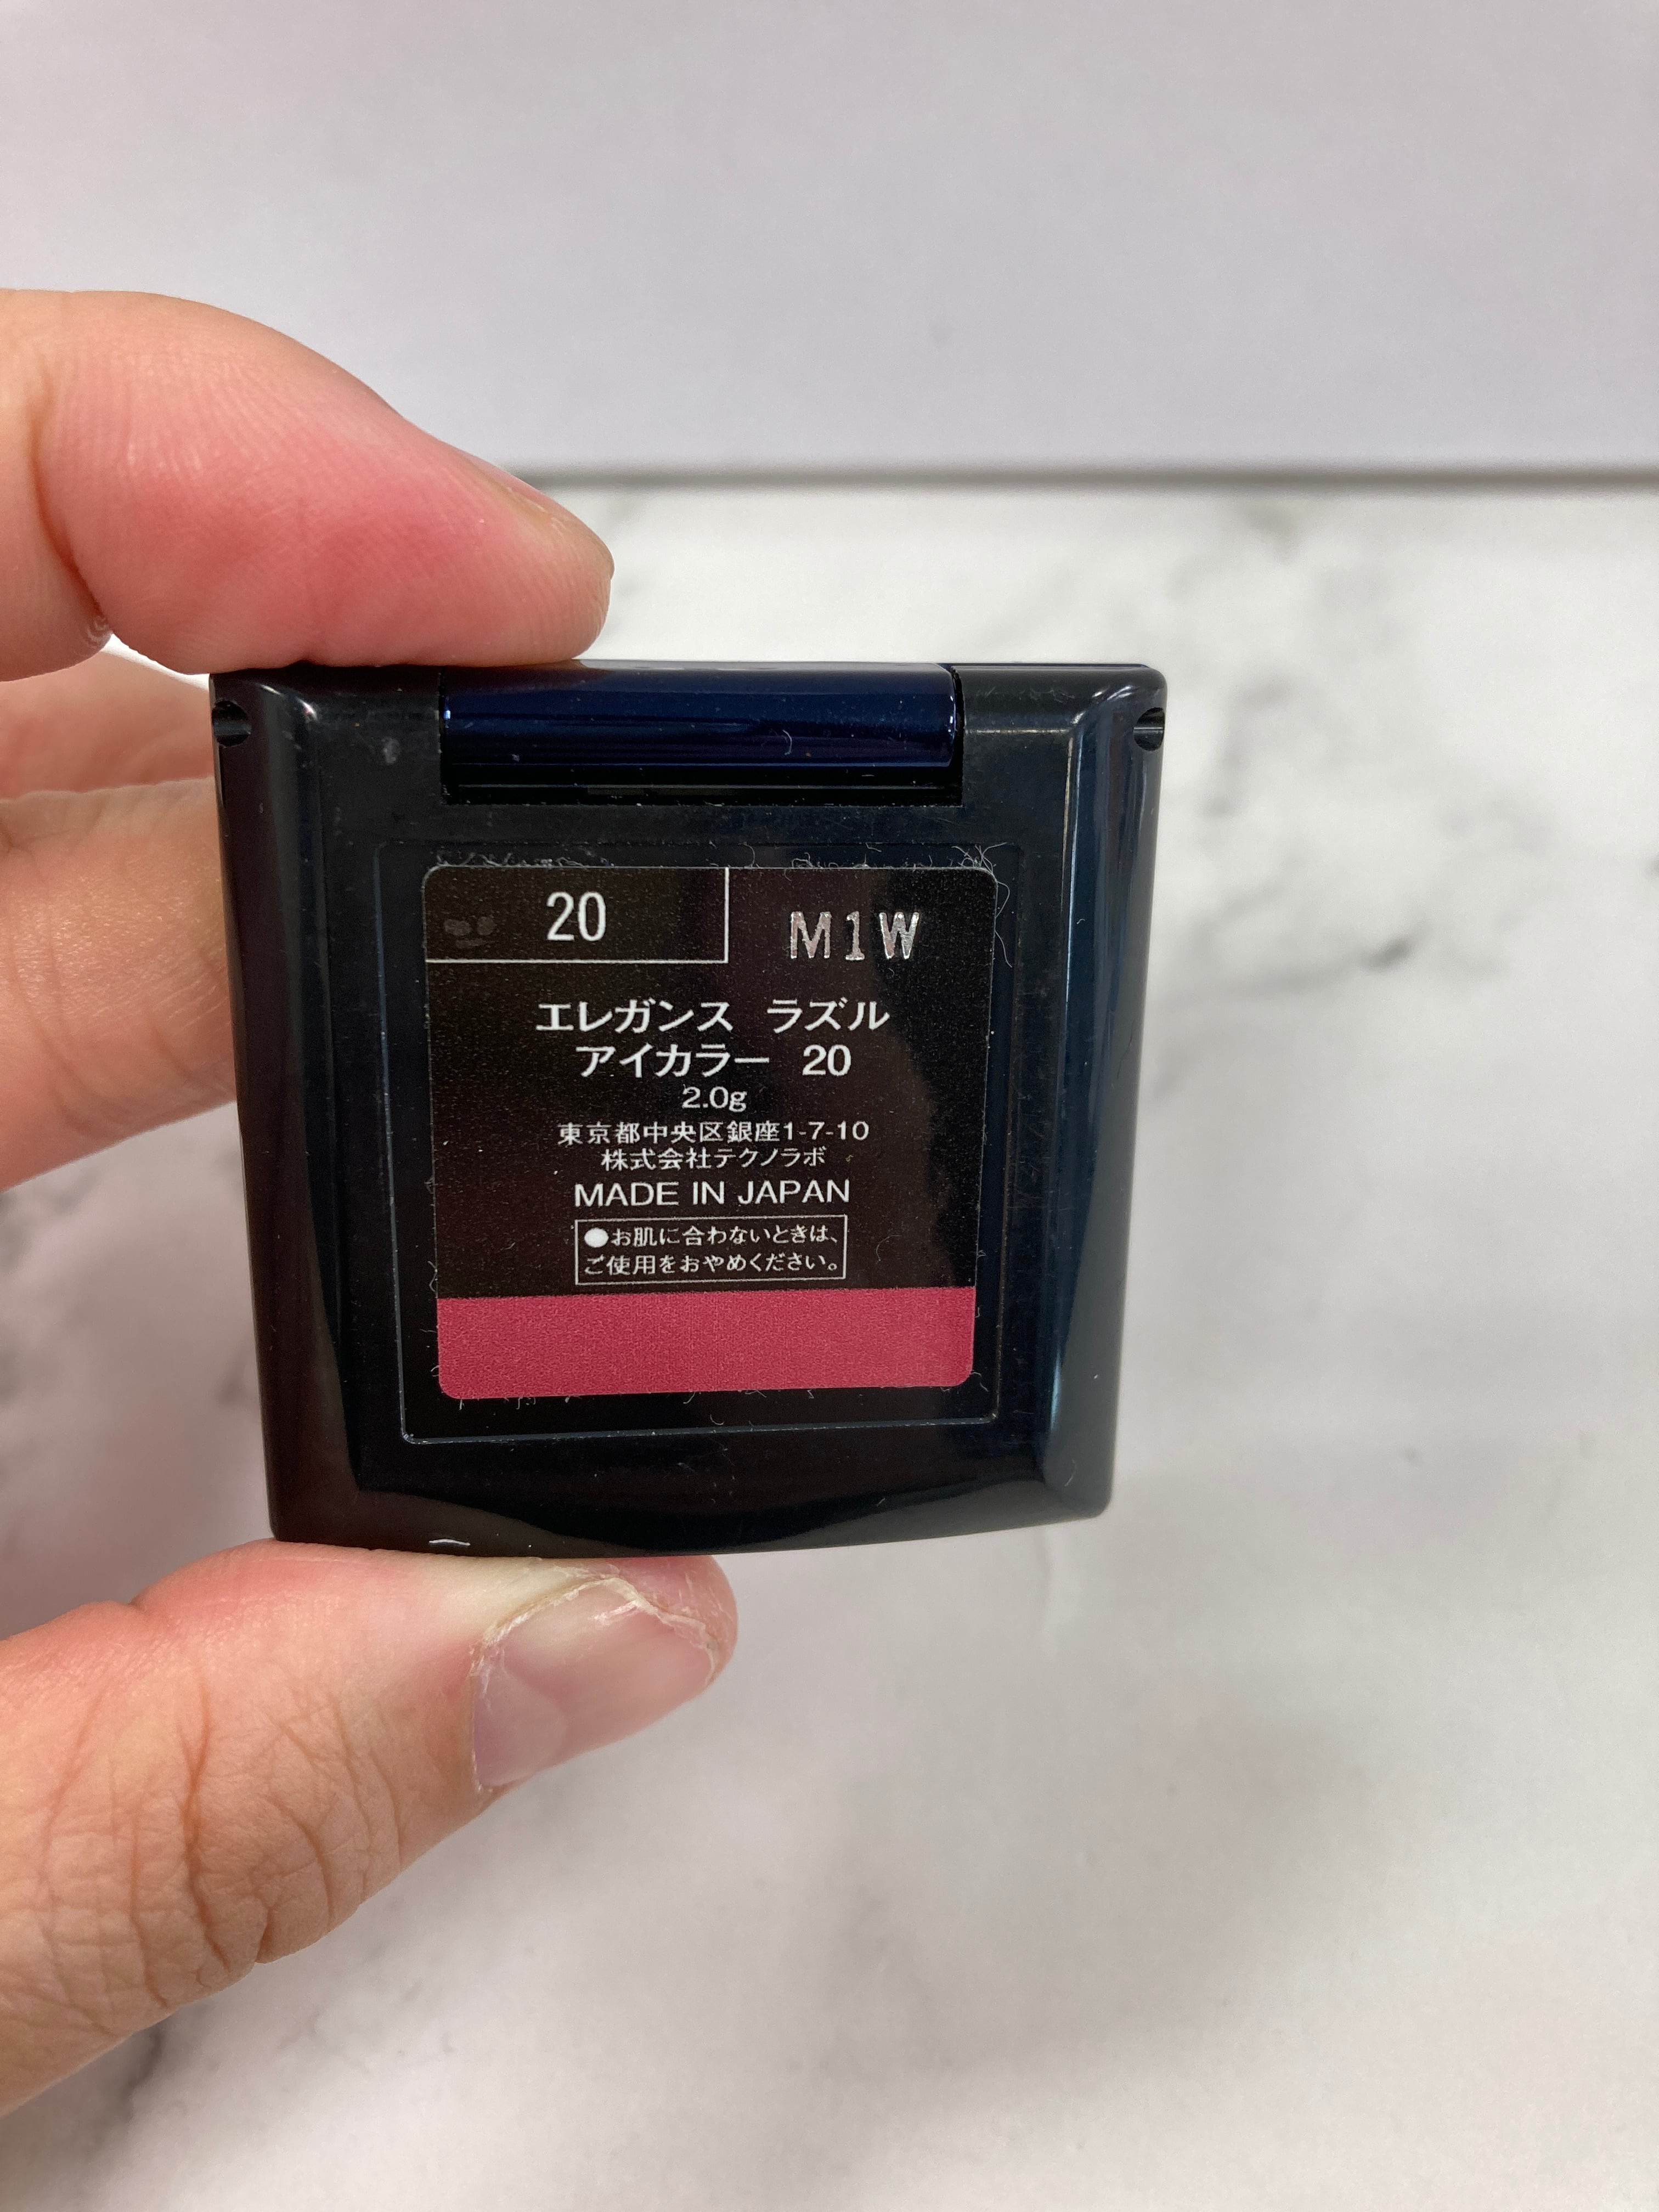 20
M1W
エレガンス ラズル
アイカラー 20
2.0g
東京都中央区銀座1-7-10
株式会社テクノラボ
MADE IN JAPAN
●お肌に合わないときは、
ご使用をおやめください。